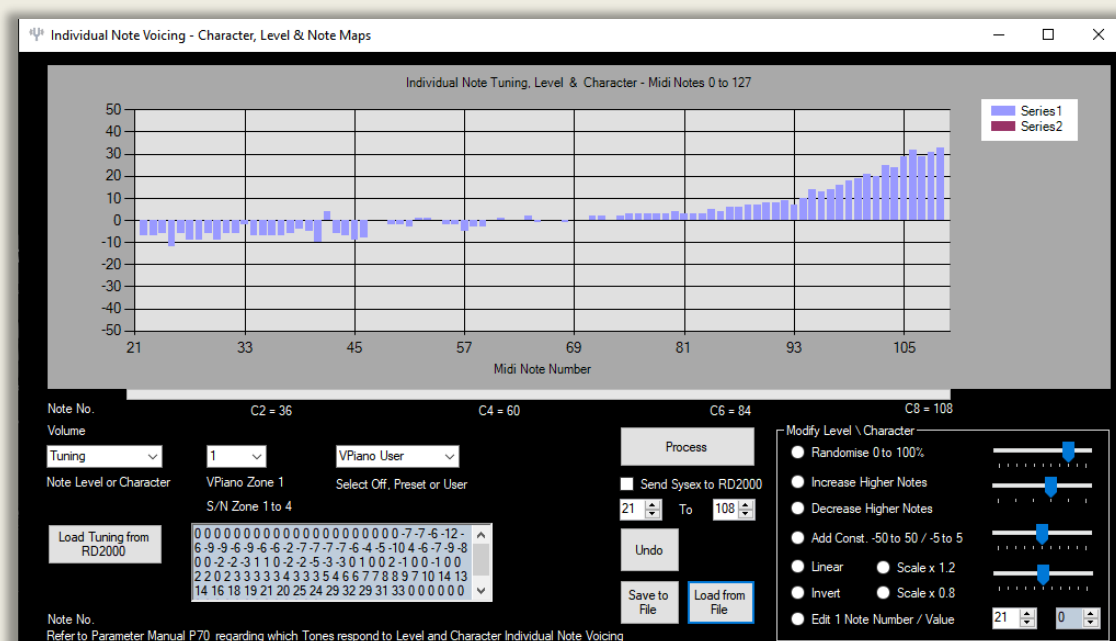 Individual Note Voicing - Character, Level & Note Maps
Individual Note Tuning, Level & Character - Midi Notes 0 to 127
Series1
Series2
50
40
30
20
10
0
-10
-20
-30
-40
-50
21 33 45 57 69 81 93 105
Midi Note Number
Note No. C2 = 36 C4 = 60 C6 = 84 C8 = 108
Volume
Tuning 1 VPiano User
Note Level or Character VPiano Zone 1 Select Off, Preset or User
S/N Zone 1 to 4
Load Tuning from
RD2000
0 0 0 0 0 0 0 0 0 0 0 0 0 0 0 0 0 0 0 0 0 0 -7 -7 -6 -12 -
6 -9 -9 -6 -9 -6 -6 -2 -7 -7 -7 -7 -6 -4 -5 -10 4 -6 -7 -9 -8
0 0 -2 -2 -3 1 1 0 -2 -2 -5 -3 -3 0 1 0 0 2 -1 0 0 -1 0 0
2 2 0 2 3 3 3 3 3 4 3 3 3 5 4 6 6 7 7 8 8 9 7 10 14 13
14 16 18 19 21 20 25 24 29 32 29 31 33 0 0 0 0 0 0
Process
Send Sysex to RD2000
21 To 108
Undo
Save to
File
Load from
File
Modify Level \ Character
Randomise 0 to 100%
Increase Higher Notes
Decrease Higher Notes
Add Const. -50 to 50 / -5 to 5
Linear Scale x 1.2
Invert Scale x 0.8
Edit 1 Note Number / Value 21 0
Note No.
Refer to Parameter Manual P70 regarding which Tones respond to Level and Character Individual Note Voicing